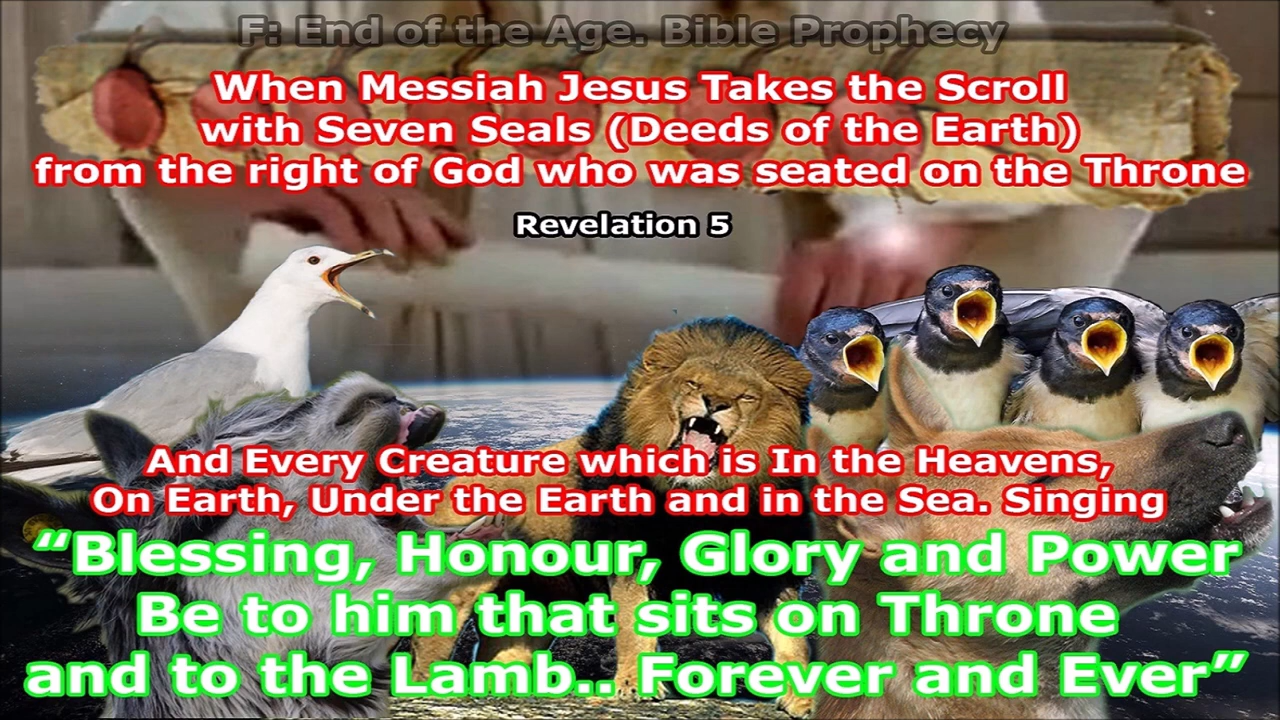 F: End of the Age. Bible Prophecy
When Messiah Jesus Takes the Scroll
with Seven Seals (Deeds of the Earth)
from the right of God who was seated on the Throne
Revelation 5
And Every Creature which is In the Heavens,
On Earth, Under the Earth and in the Sea. Singing
“Blessing, Honour, Glory and Power
Be to him that sits on Throne
and to the Lamb.. Forever and Ever”